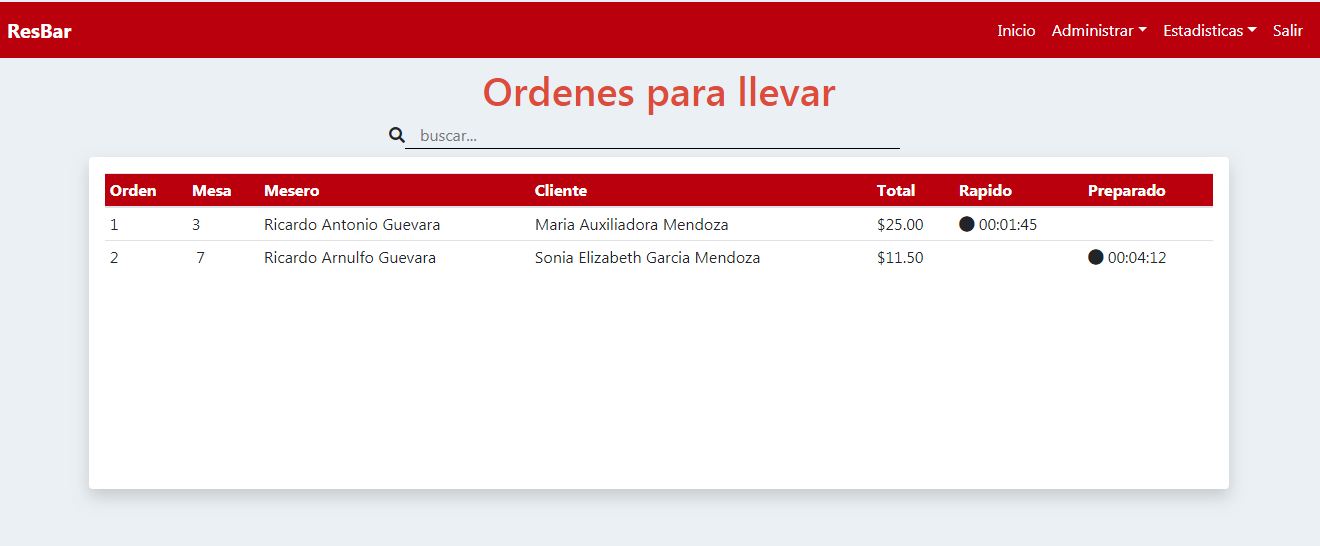 ResBar Inicio Administrar Estadisticas Salir
Ordenes para llevar
buscar...
Orden Mesa Mesero Cliente Total Rapido Preparado
1 3 Ricardo Antonio Guevara Maria Auxiliadora Mendoza $25.00 00:01:45
2 7 Ricardo Arnulfo Guevara Sonia Elizabeth Garcia Mendoza $11.50 00:04:12